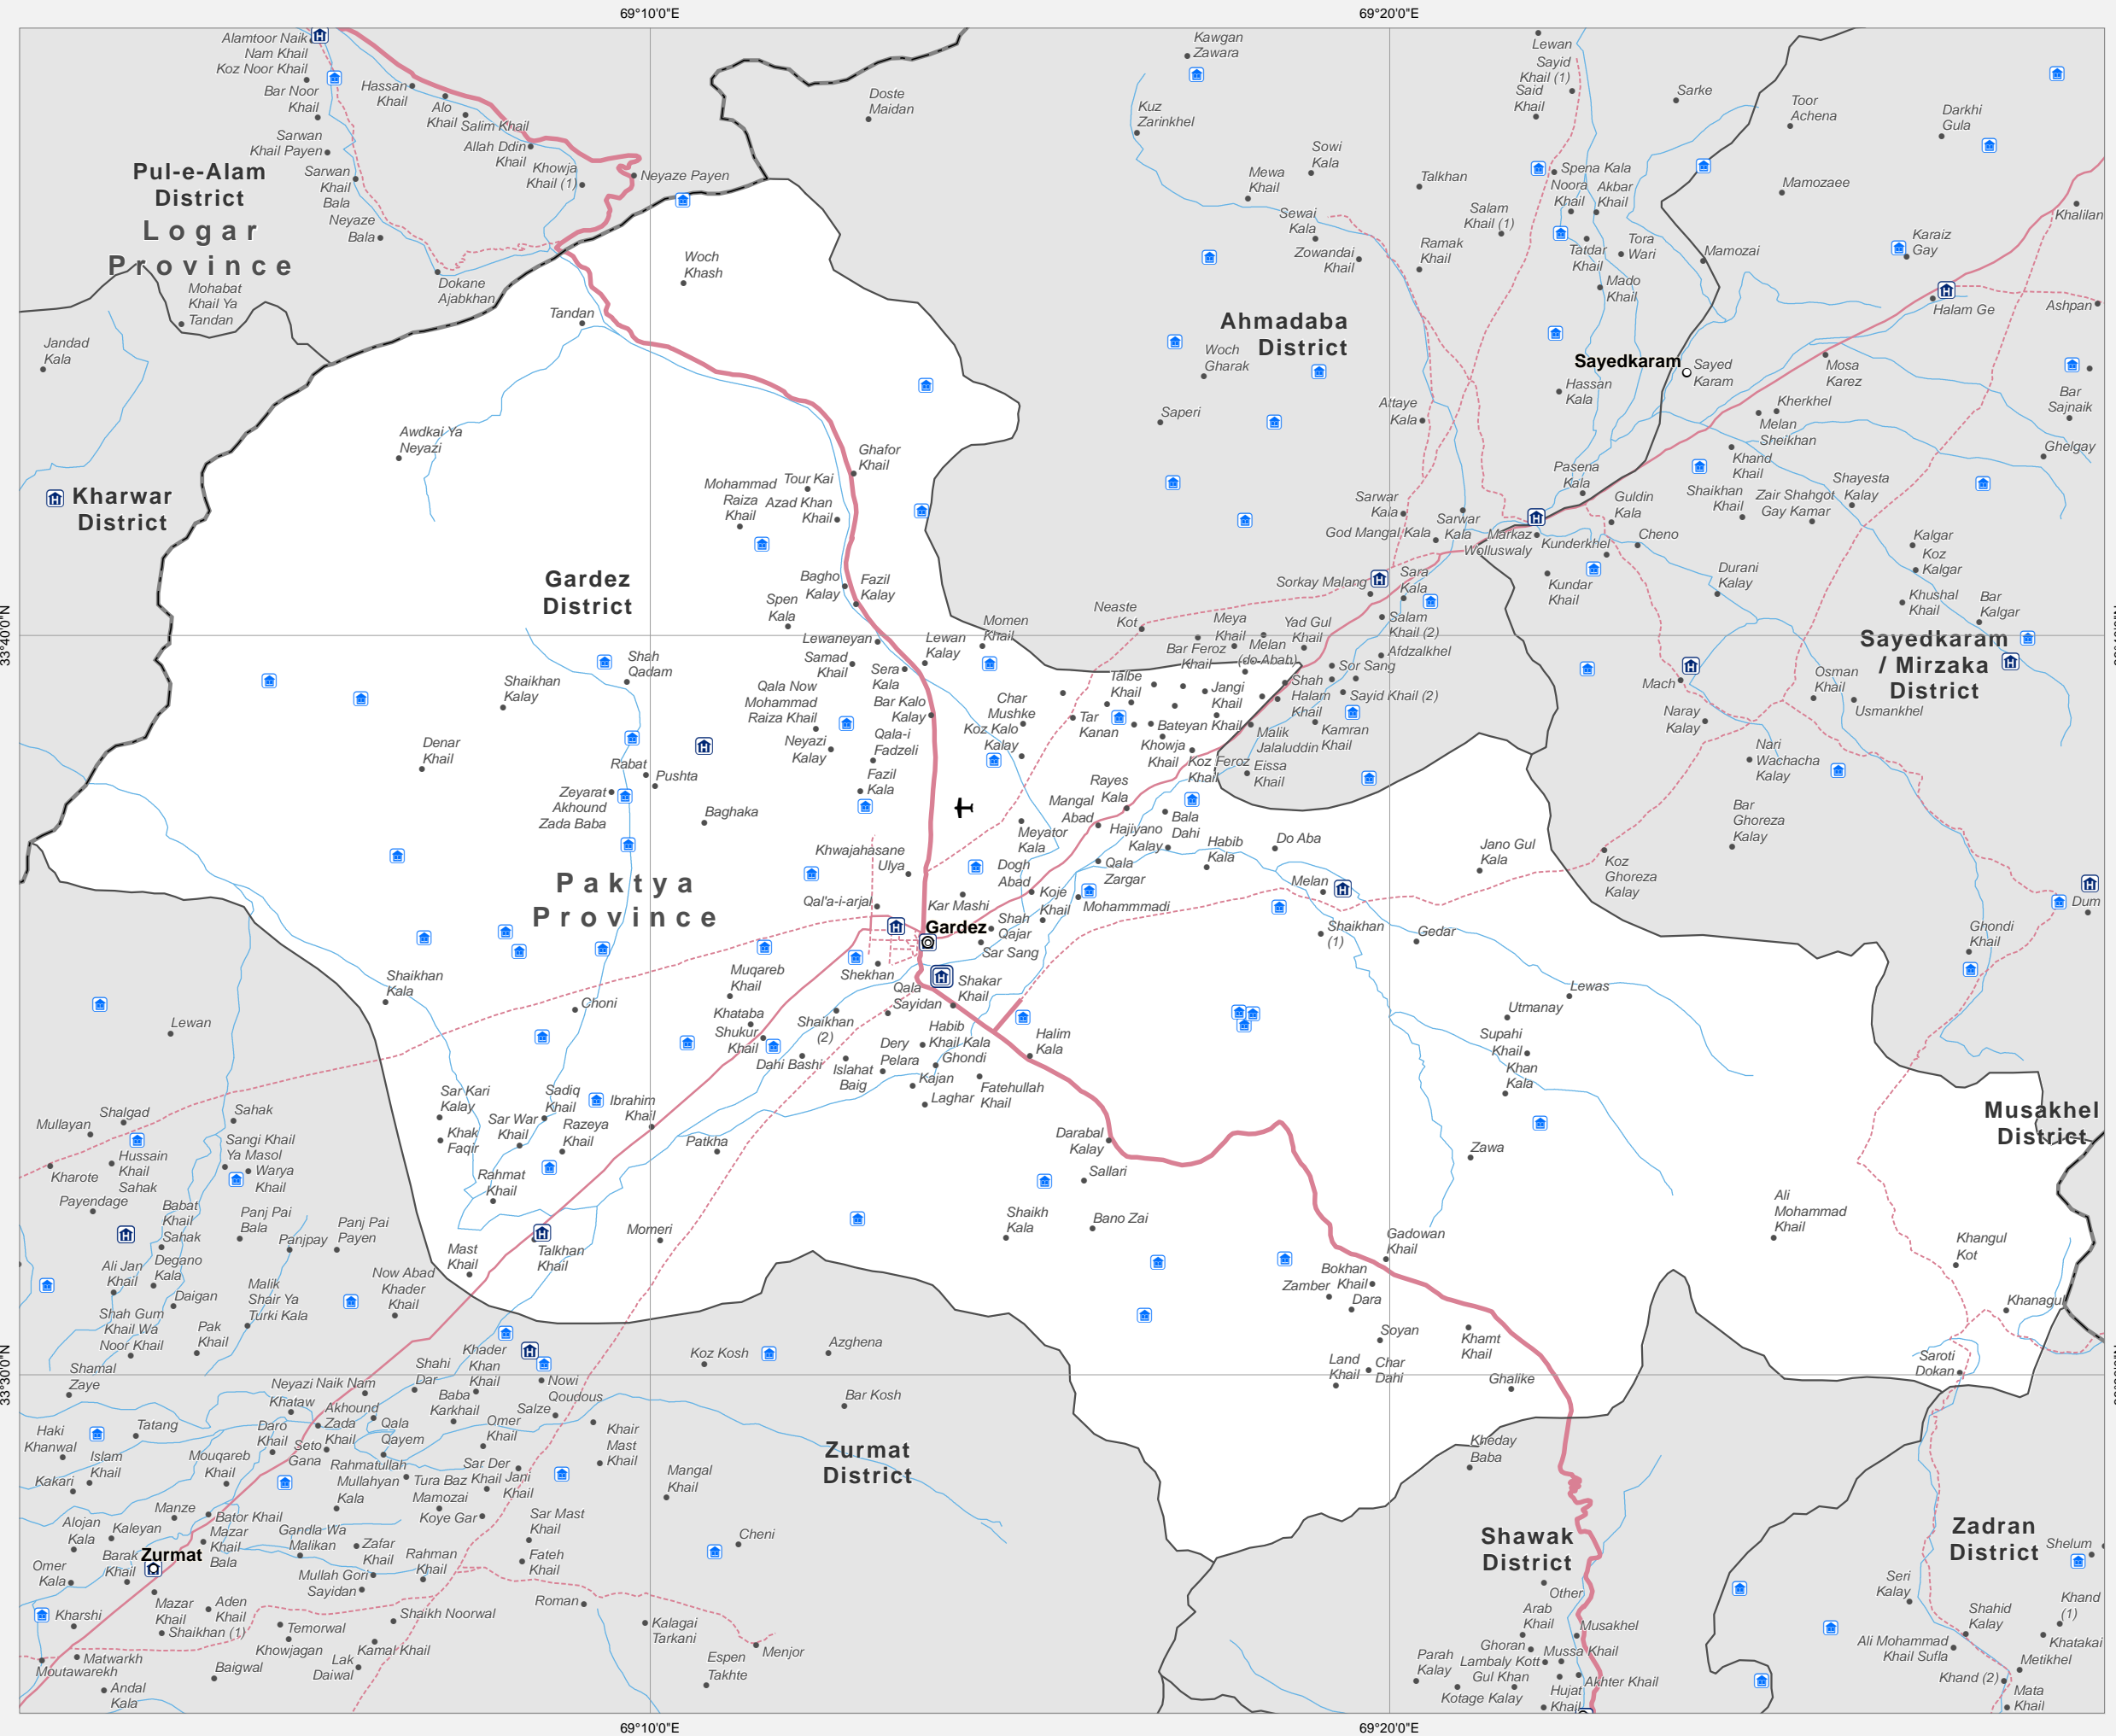 69°10'0"E
69°20'0"E
Alamtoor Naik
Nam Khail
Koz Noor Khail
Bar Noor
Khail
Sarwan
Khail Payen
Sarwan
Khail
Bala
Neyaze
Bala
Hassan
Khail
Alo
Khail
Salim Khail
Allah Ddin
Khail
Khowja
Khail (1)
Neyaze Payen
Doste
Maidan
Kawgan
Zawara
Kuz
Zarinkhel
Sowi
Kala
Mewa
Khail
Sewai
Kala
Zowandai
Khail
Talkhan
Salam
Khail (1)
Ramak
Khail
Lewan
Sayid
Khail (1)
Said
Khail
Sarke
Spena Kala
Noora
Khail
Akbar
Khail
Tatdar
Khail
Tora
Wari
Mado
Khail
Mamozai
Toor
Achena
Darkhi
Gula
Mamozaee
Khalilan
Karaiz
Gay
Halam Ge
Ashpan
Pul-e-Alam
District
Logar
Province
Mohabat
Khail Ya
Tandan
Dokane
Ajabkhan
Jandad
Kala
Kharwar
District
Woch
Khash
Tandan
Awdkai Ya
Neyazi
Ahmadaba
District
Woch
Gharak
Saperi
Attaye
Kala
Sayedkaram
Sayed
Karam
Hassan
Kala
Mosa
Karez
Kherkhel
Melan
Sheikhan
Khand
Khail
Bar
Sajnaik
Ghelgay
Ghafor
Khail
Mohammad
Raiza
Khail
Tour Kai
Azad Khan
Khail
Pasena
Kala
Guldin
Kala
Shaikhan
Khail
Zair Shahgot
Gay Kamar
Shayesta
Kalay
Sarwar
Kala
God Mangal Kala
Sarwar
Kala
Markaz
Wolluswaly
Kunderkhel
Cheno
Kalgar
Koz
Kalgar
Gardez
District
Bagho
Kalay
Fazil
Kalay
Spen
Kala
Sorkay Malang
Sara
Kala
Kundar
Khail
Durani
Kalay
Khushal
Khail
Bar
Kalgar
33°40'0"N
Lewaneyan
Samad
Khail
Sera
Kala
Lewan
Kalay
Momen
Khail
Neaste
Kot
Meya
Khail
Melan
(do Abah)
Bar Feroz
Khail
Yad Gul
Khail
Salam
Khail (2)
Afdzalkhel
Sor Sang
Sayid Khail (2)
Sayedkaram
/ Mirzaka
District
Shah
Qadam
Shaikhan
Kalay
Qala Now
Mohammad
Raiza Khail
Bar Kalo
Kalay
Neyazi
Kalay
Qala-i
Fadzeli
Fazil
Kala
Char
Mushke
Koz Kalo
Kalay
Talbe
Khail
Tar
Kanan
Jangi
Khail
Bateyan Khail
Shah
Halam
Khail
Malik
Jalaluddin
Kamran
Khail
Khowja
Khail
Koz Feroz
Khail
Eissa
Khail
Mach
Naray
Kalay
Osman
Khail
Usmankhel
Nari
Wachacha
Kalay
Denar
Khail
Rabat
Pushta
Zeyarat
Akhound
Zada Baba
Baghaka
Rayes
Kala
Mangal
Abad
Meyator
Kala
Hajiyano
Kalay
Bala
Dahi
Habib
Kala
Do Aba
Jano Gul
Kala
Bar
Ghoreza
Kalay
Koz
Ghoreza
Kalay
Khwajahasane
Ulya
Dogh
Abad
Qala
Zargar
Koje
Khail
Mohammmadi
Melan
Dum
Paktya
Province
Qal'a-i-arjal
Kar Mashi
Gardez
Shah
Qajar
Sar Sang
Shaikhan
(1)
Gedar
Ghondi
Khail
Shaikhan
Kala
Choni
Muqareb
Khail
Shekhan
Qala
Sayidan
Shakar
Khail
Lewas
Utmanay
Lewan
Khataba
Shukur
Khail
Shaikhan
(2)
Dahi Bashi
Islahat
Baig
Dery
Pelara
Habib
Khail Kala
Ghondi
Kajan
Laghar
Halim
Kala
Fatehullah
Khail
Supahi
Khail
Khan
Kala
Musakhel
District
Mullayan
Shalgad
Sahak
Sar Kari
Kalay
Khak
Faqir
Sadiq
Khail
Sar War
Khail
Razeya
Khail
Ibrahim
Khail
Patkha
Darabal
Kalay
Sallari
Zawa
Kharote
Hussain
Khail
Sahak
Sangi Khail
Ya Masol
Warya
Khail
Payendage
Babat
Khail
Sahak
Panj Pai
Bala
Panjpay
Panj Pai
Payen
Rahmat
Khail
Talkhan
Khail
Momeri
Mast
Khail
Shaikh
Kala
Bano Zai
Ali
Mohammad
Khail
Gadowan
Khail
Khangul
Kot
Ali Jan
Khail
Degano
Kala
Daigan
Malik
Shair Ya
Turki Kala
Now Abad
Khader
Khail
Bokhan
Khail
Zamber
Dara
Khanagul
Shah Gum
Khail Wa
Noor Khail
Pak
Khail
Soyan
Khamt
Khail
33°30'0"N
Shamal
Zaye
Khader
Khan
Khail
Shahi
Dar
Koz Kosh
Azghena
Land
Khail
Char
Dahi
Ghalike
Saroti
Dokan
Neyazi
Khataw
Naik Nam
Baba
Karkhail
Nowi
Qoudous
Salze
Bar Kosh
Haki
Khanwal
Tatang
Islam
Khail
Kakari
Daro
Khail
Akhound
Zada
Khail
Seto
Gana
Qala
Qayem
Omer
Khail
Khair
Mast
Khail
Mouqareb
Khail
Rahmatullah
Mullahyan
Kala
Sar Der
Khail
Tura Baz
Jani
Khail
Mamozai
Koye Gar
Mangal
Khail
Zurmat
District
Kheday
Baba
Manze
Bator Khail
Alojan
Kala
Kaleyan
Mazar
Khail
Bala
Gandla Wa
Malikan
Zafar
Khail
Sar Mast
Khail
Fateh
Khail
Cheni
Shawak
District
Zadran
District
Shelum
Omer
Kala
Barak
Khail
Zurmat
Mullah Gori
Sayidan
Rahman
Khail
Roman
Other
Seri
Kalay
Khand
(1)
Kharshi
Mazar
Khail
Aden
Khail
Shaikhan (1)
Temorwal
Khowjagan
Shaikh Noorwal
Kamal Khail
Kalagai
Tarkani
Arab
Khail
Musakhel
Shahid
Kalay
Matwarkh
Moutawarekh
Baigwal
Lak
Daiwal
Andal
Kala
Espen
Takhte
Menjor
Parah
Kalay
Ghoran
Mussa Khail
Lambaly Kott
Gul Khan
Kotage Kalay
Akhter Khail
Hujat
Khail
Ali Mohammad
Khail Sufla
Khatakai
Metikhel
Khand (2)
Mata
Khail
69°10'0"E
69°20'0"E